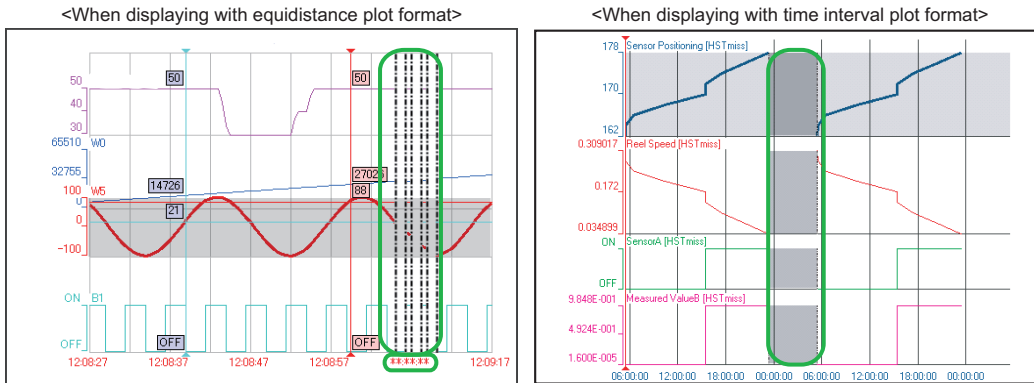 <When displaying with equidistance plot format>
50
50
50
40
30
65510 W0
32755
14726
27026
100 W5
88
0
21
0
-100
ON B1
OFF
OFF
OFF
12:08:27 12:08:37 12:08:47 12:08:57 **:**:** 12:09:17
<When displaying with time interval plot format>
178 Sensor Positioning [HSTmiss]
170
162
0.309017 Reel Speed [HSTmiss]
0.172
0.034899
ON SensorA [HSTmiss]
OFF
9.848E-001 Measured ValueB [HSTmiss]
4.924E-001
1.600E-005
06:00:00 12:00:00 18:00:00 00:00:00 06:00:00 12:00:00 18:00:00 00:00:00